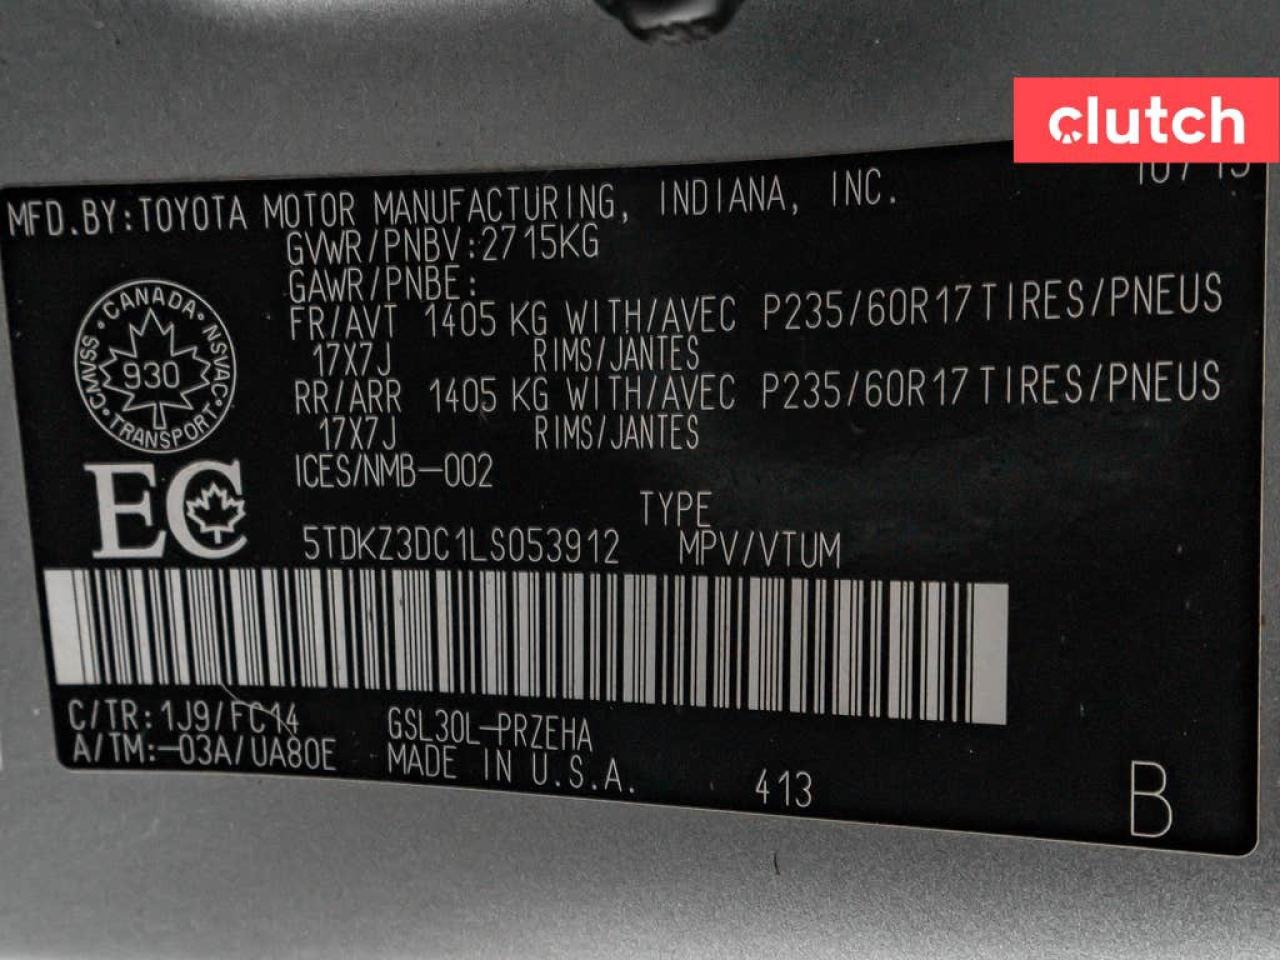 clutch
MFD.BY:TOYOTA MOTOR MANUFACTURING, INDIANA, INC.
GVWR/PNBV:2715KG
GAWR/PNBE:
FR/AVT 1405 KG WITH/AVEC P235/60R17 TIRES/PNEUS
17X7J RIMS/JANTES
RR/ARR 1405 KG WITH/AVEC P235/60R17 TIRES/PNEUS
17X7J RIMS/JANTES
ICES/NMB-002
CANADA · NSVAC · TRANSPORT · CMVSS ·
930
EC
TYPE
5TDKZ3DC1LS053912 MPV/VTUM
C/TR:1J9/FC14 GSL30L-PRZEHA
A/TM:-03A/UA80E MADE IN U.S.A. 413
B